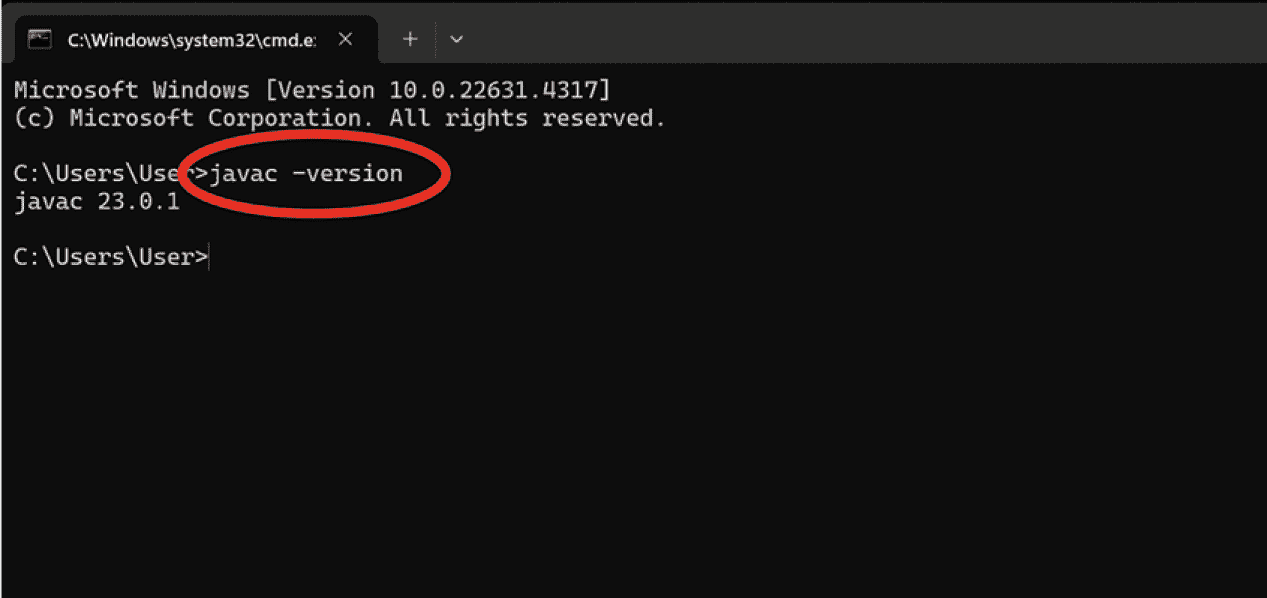 C:\Windows\system32\cmd.e
Microsoft Windows [Version 10.0.22631.4317]
(c) Microsoft Corporation. All rights reserved.
C:\Users\User>javac -version
javac 23.0.1
C:\Users\User>